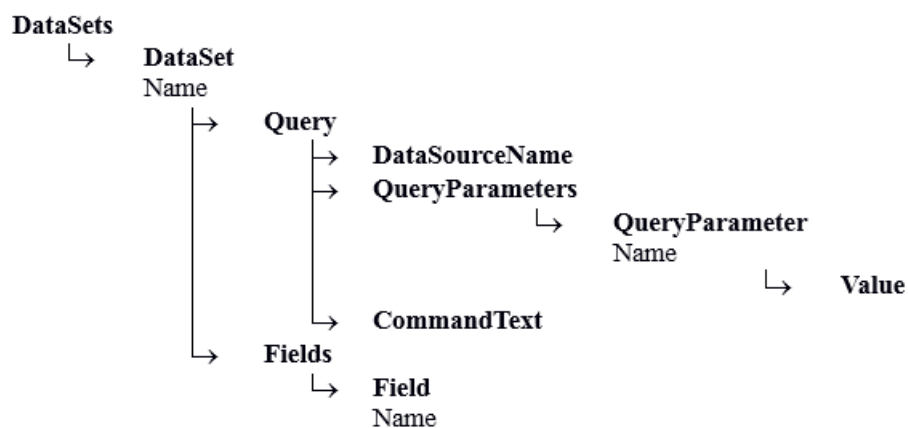 DataSets
DataSet
Name
Query
DataSourceName
QueryParameters
QueryParameter
Name
Value
CommandText
Fields
Field
Name